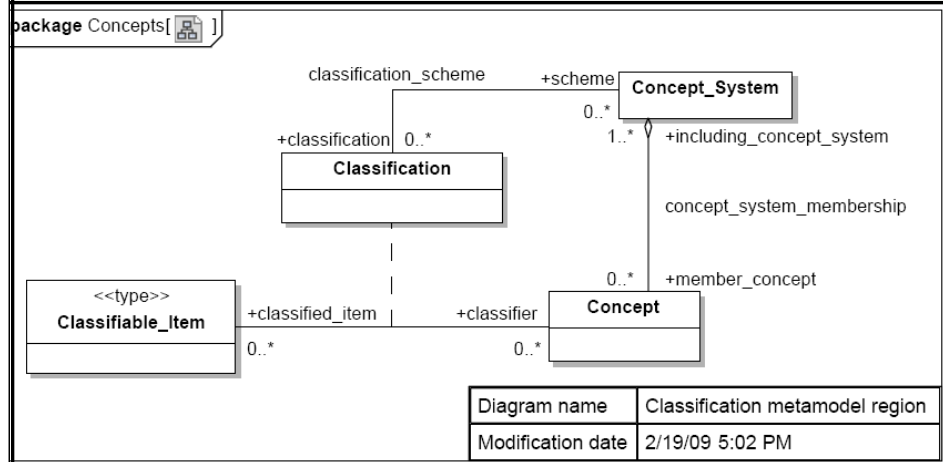 package Concepts[ ]
classification_scheme
+scheme
Concept_System
0..*
1..*
+including_concept_system
+classification
0..*
Classification
concept_system_membership
0..*
+member_concept
<<type>>
Classifiable_Item
+classified_item
+classifier
Concept
0..*
0..*
Diagram name Classification metamodel region
Modification date 2/19/09 5:02 PM